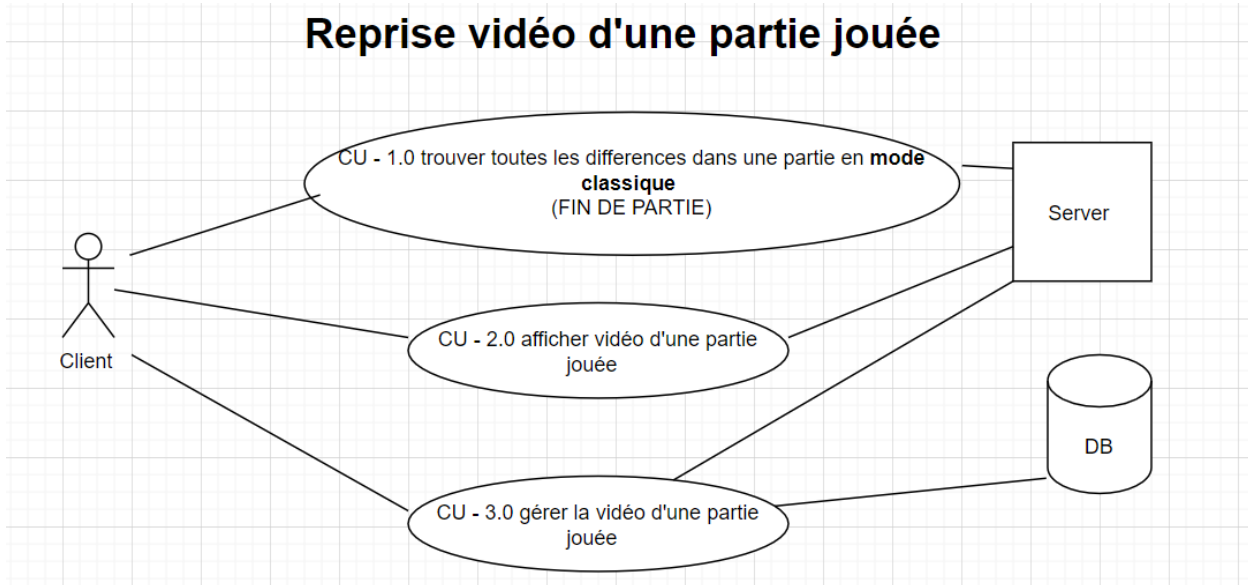 Reprise vidéo d'une partie jouée
CU - 1.0 trouver toutes les differences dans une partie en mode
classique
(FIN DE PARTIE)
Server
CU - 2.0 afficher vidéo d'une partie
jouée
Client
DB
CU - 3.0 gérer la vidéo d'une partie
jouée